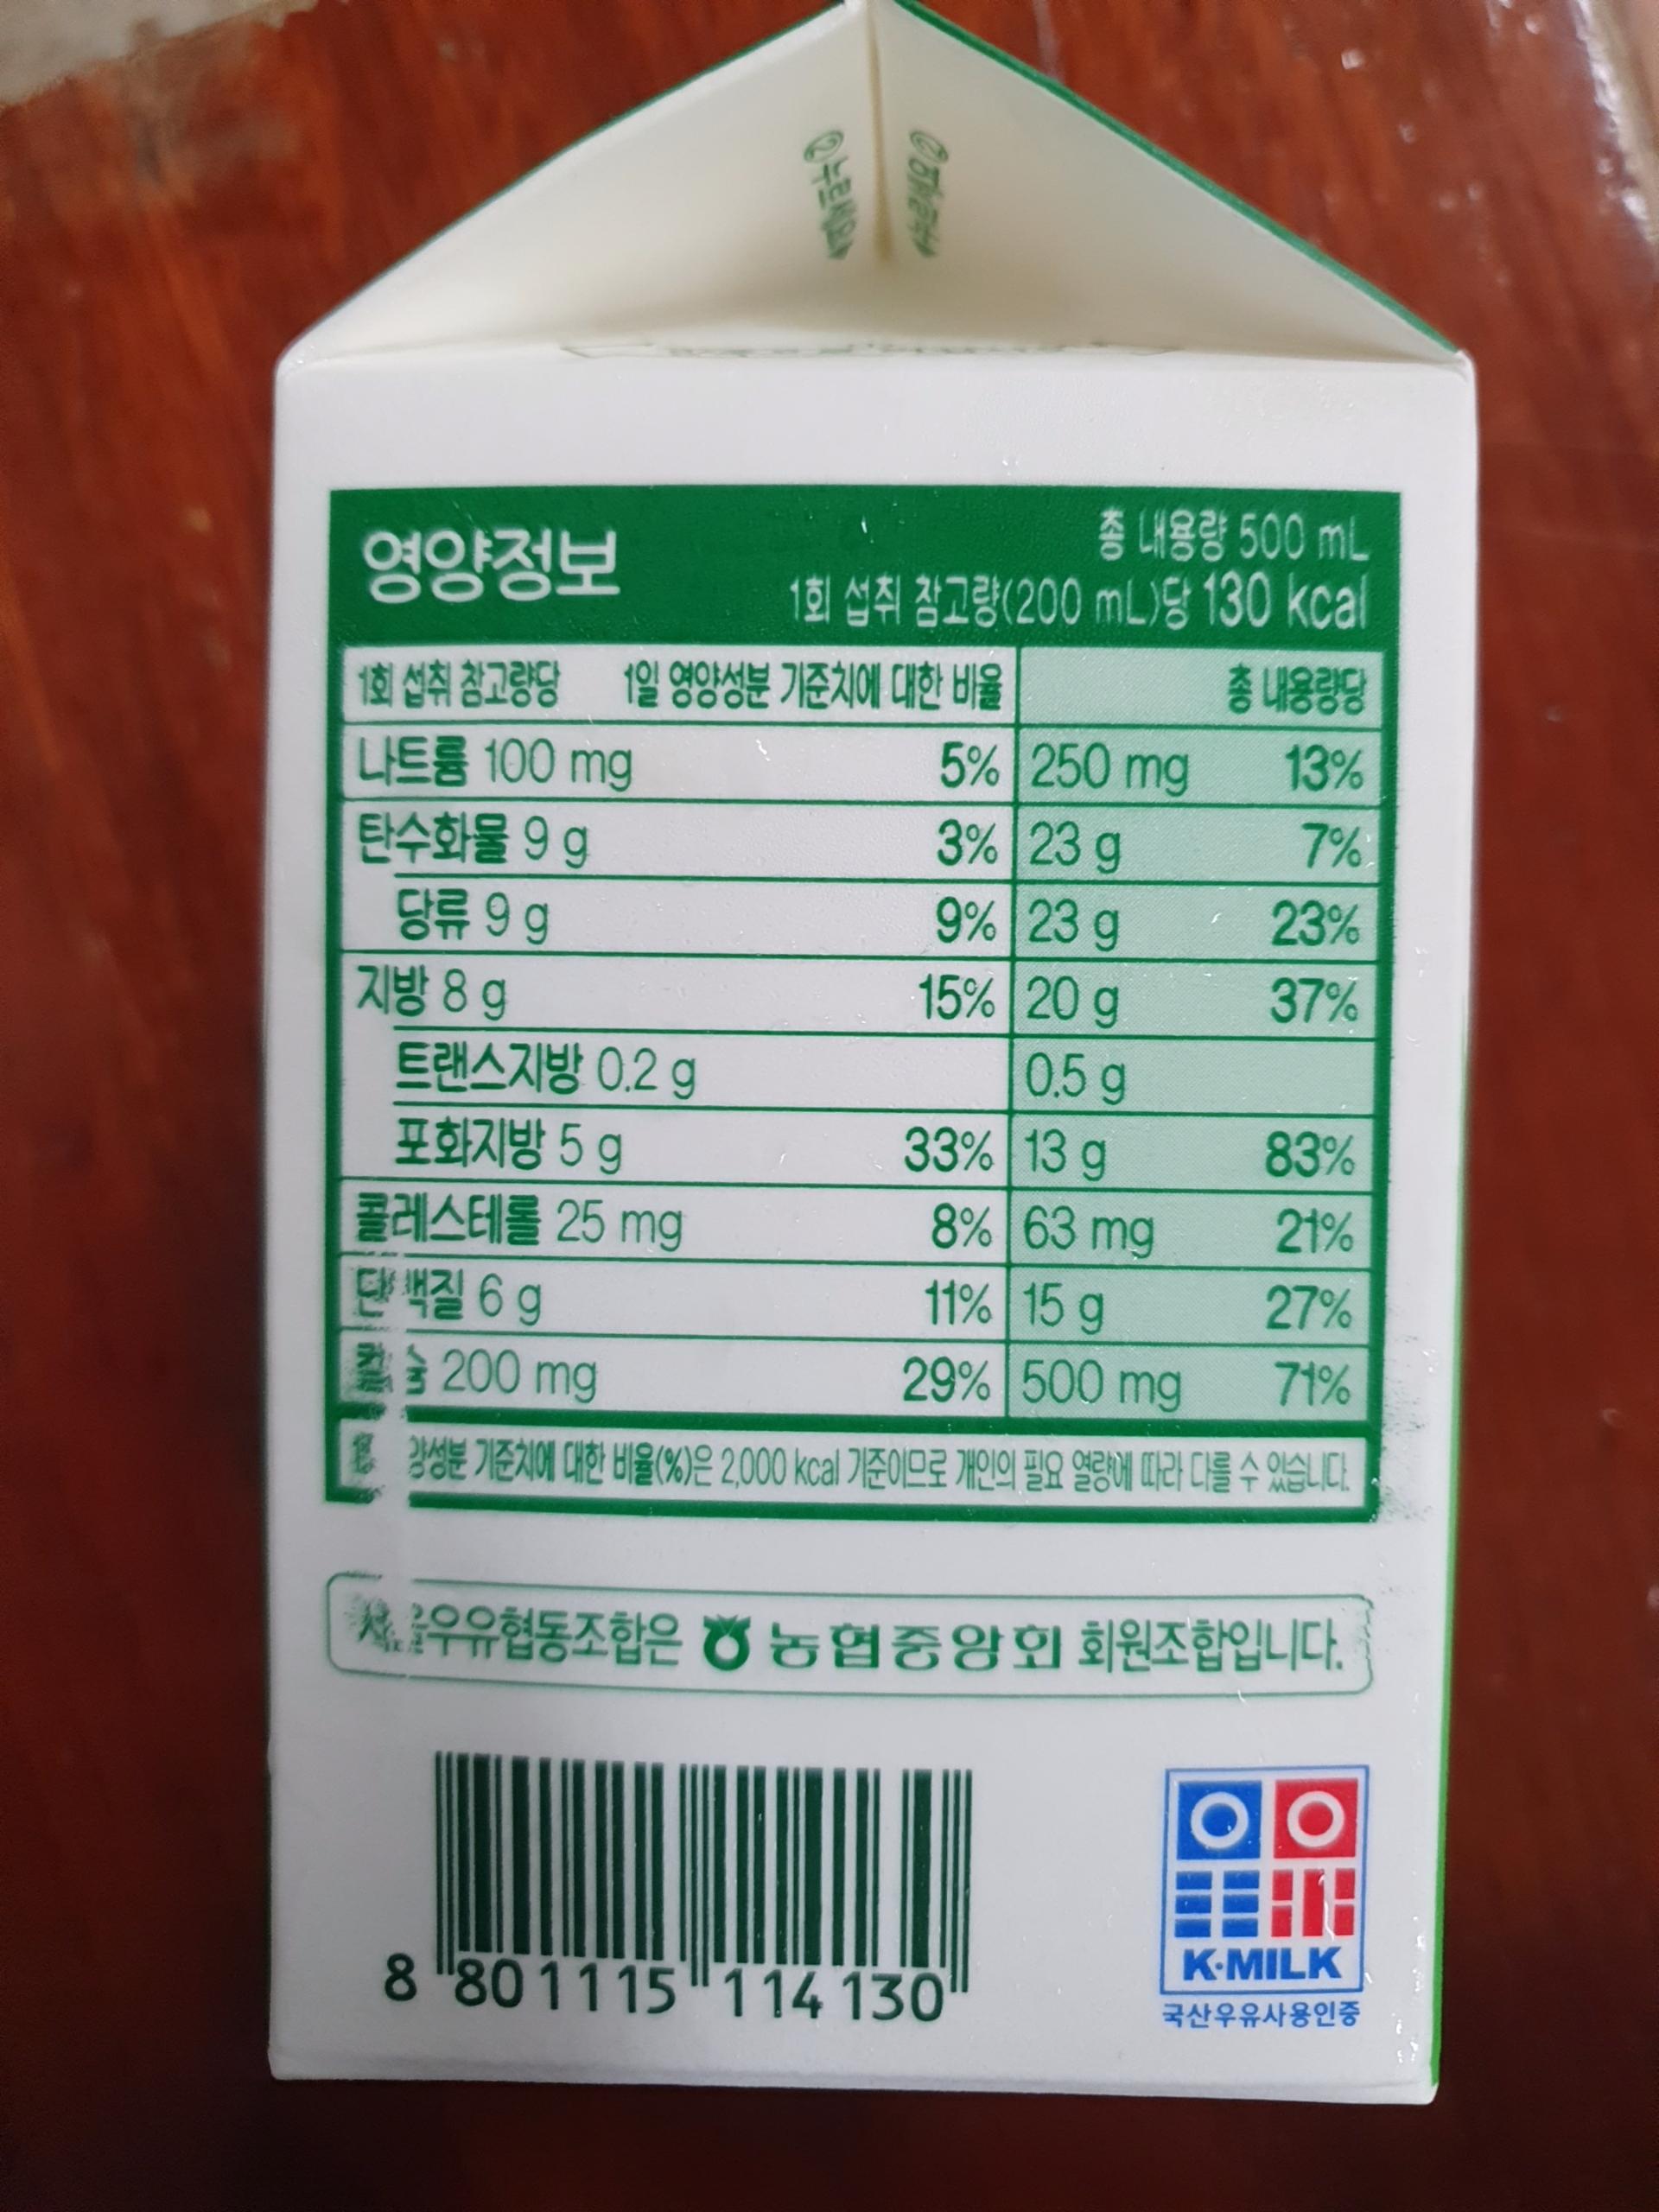 영양정보
총 내용량 500 mL
1회 섭취 참고량(200 mL)당 130 kcal
1회 섭취 참고량당 1일 영양성분 기준치에 대한 비율 총 내용량당
나트륨 100 mg 5% 250 mg 13%
탄수화물 9 g 3% 23 g 7%
당류 9 g 9% 23 g 23%
지방 8 g 15% 20 g 37%
트랜스지방 0.2 g 0.5 g
포화지방 5 g 33% 13 g 83%
콜레스테롤 25 mg 8% 63 mg 21%
단백질 6 g 11% 15 g 27%
칼슘 200 mg 29% 500 mg 71%
기준치에 대한 비율(%)은 2,000 kcal 기준이므로 개인의 필요 열량에 따라 다를 수 있습니다.
서울우유협동조합은 농협중앙회 회원조합입니다.
8 801115 114130
우유
K·MILK
국산우유사용인증